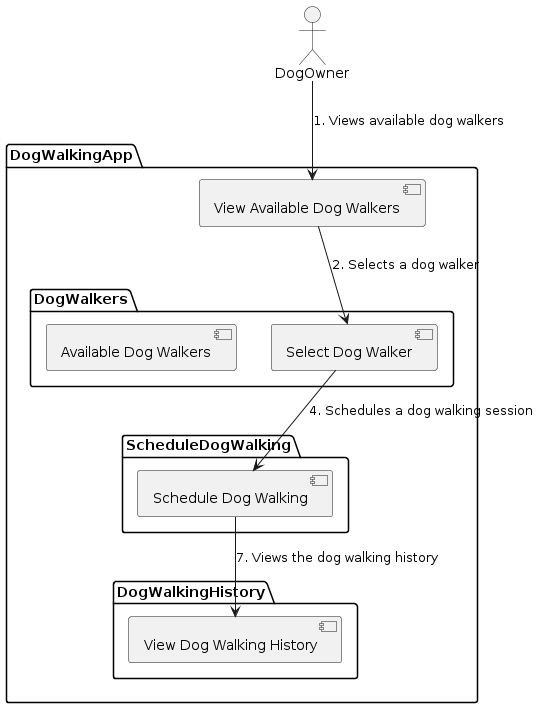 DogOwner
1. Views available dog walkers
DogWalkingApp
View Available Dog Walkers
2. Selects a dog walker
DogWalkers
Available Dog Walkers
Select Dog Walker
4. Schedules a dog walking session
ScheduleDogWalking
Schedule Dog Walking
7. Views the dog walking history
DogWalkingHistory
View Dog Walking History